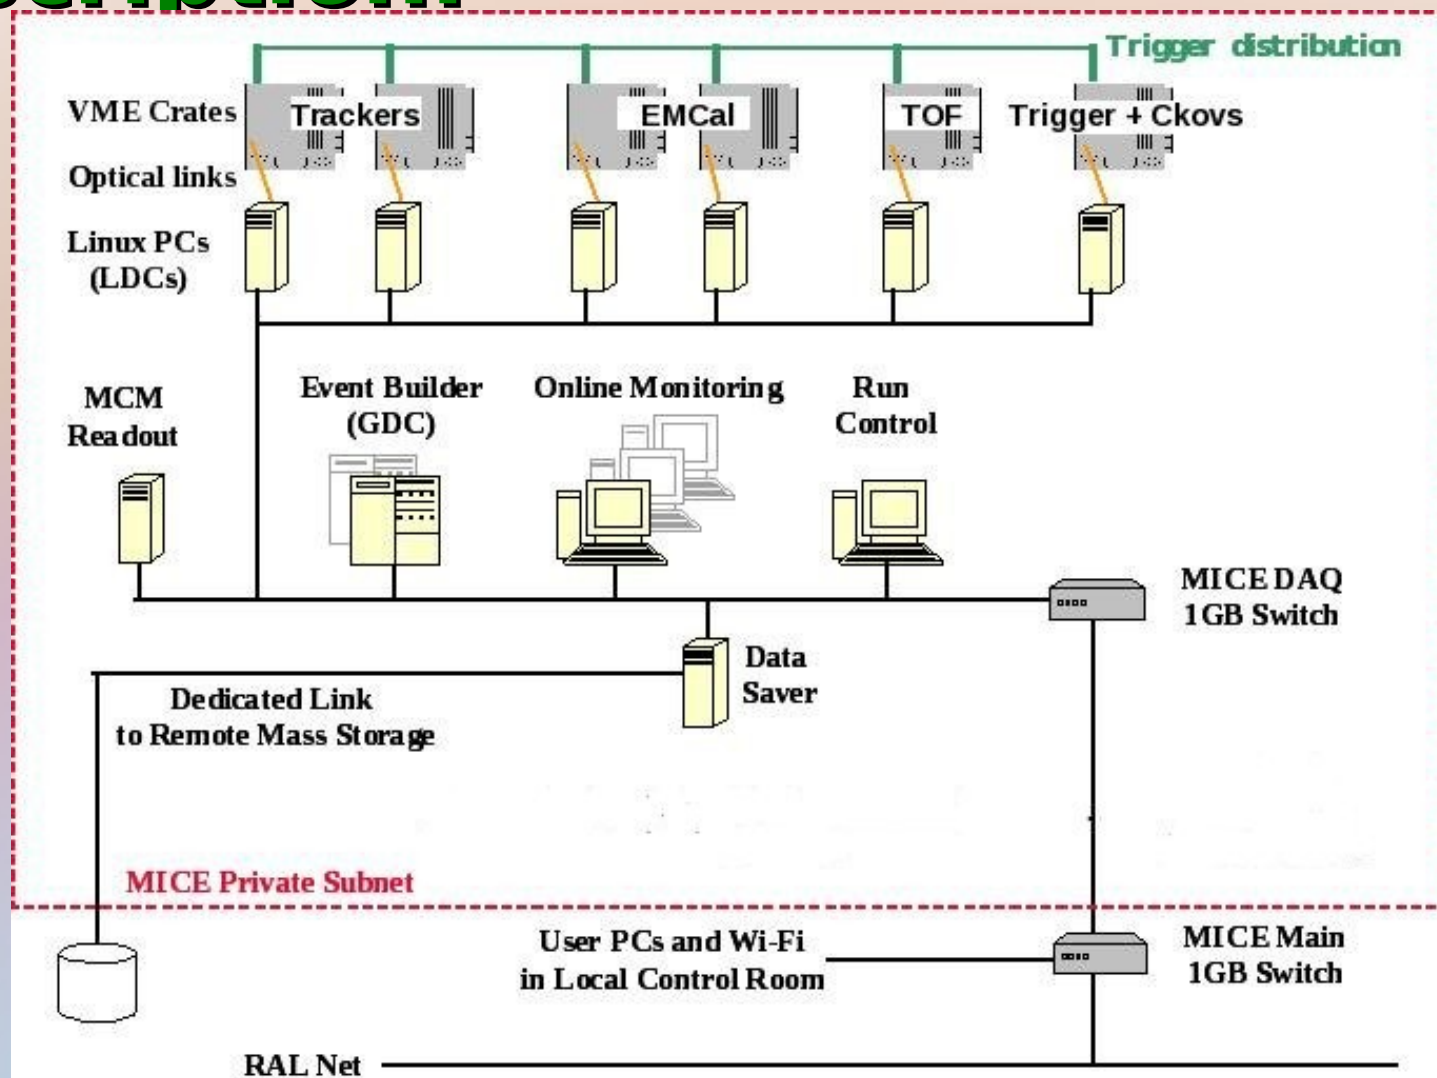 Trigger distribution
VME Crates
Trackers
EMCal
TOF
Trigger + Ckovs
Optical links
Linux PCs
(LDCs)
MCM
Readout
Event Builder
(GDC)
Online Monitoring
Run
Control
MICE DAQ
1GB Switch
Data
Saver
Dedicated Link
to Remote Mass Storage
MICE Private Subnet
User PCs and Wi-Fi
in Local Control Room
MICE Main
1GB Switch
RAL Net